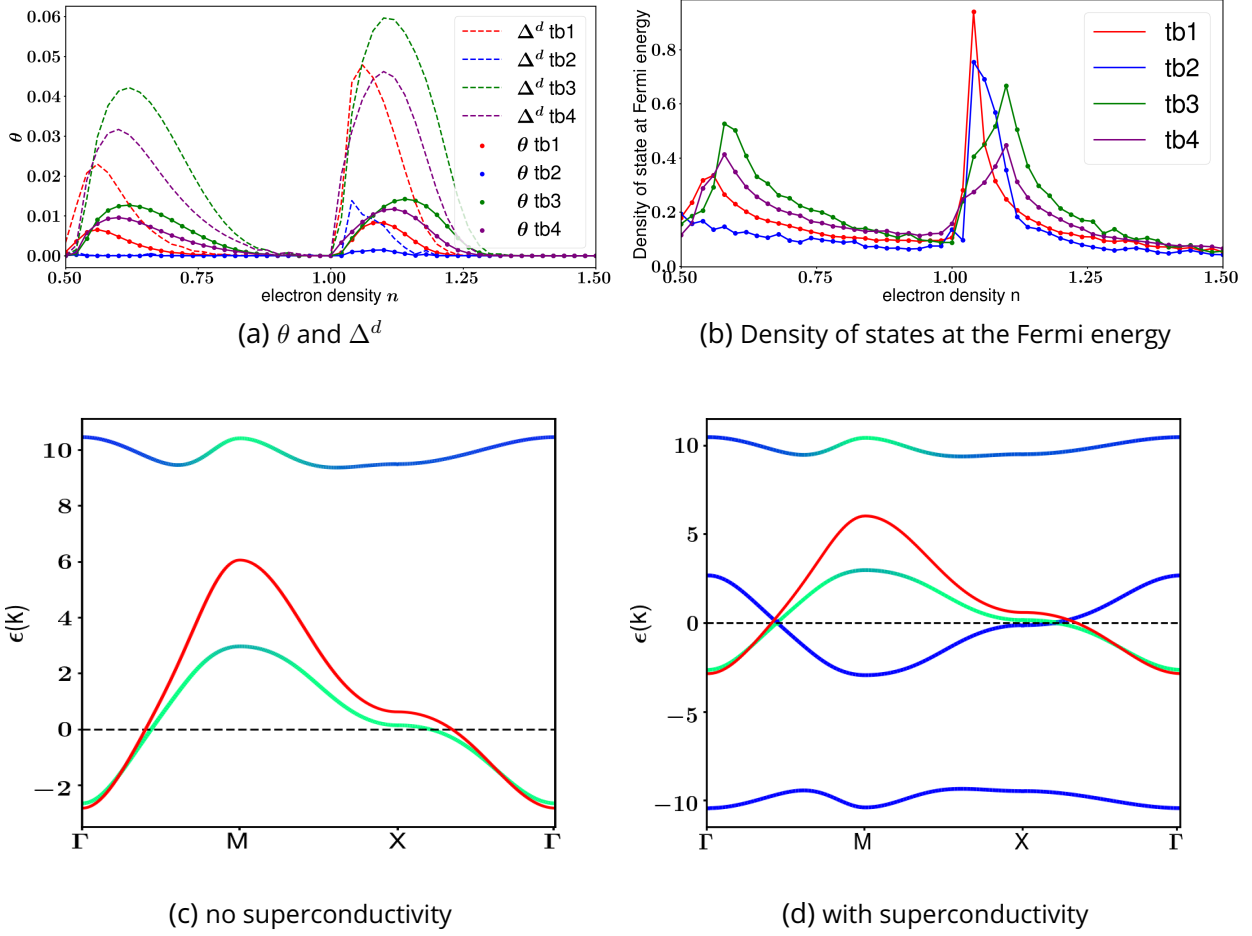 0.06
0.05
0.04
0.03
0.02
0.01
0.00
θ
0.50
0.75
1.00
1.25
1.50
electron density n
Δ^d tb1
Δ^d tb2
Δ^d tb3
Δ^d tb4
θ tb1
θ tb2
θ tb3
θ tb4
(a) θ and Δ^d
Density of state at Fermi energy
0.8
0.6
0.4
0.2
0.0
0.50
0.75
1.00
1.25
1.50
electron density n
tb1
tb2
tb3
tb4
(b) Density of states at the Fermi energy
ϵ(k)
10
8
6
4
2
0
−2
Γ
M
X
Γ
(c) no superconductivity
ϵ(k)
10
5
0
−5
−10
Γ
M
X
Γ
(d) with superconductivity